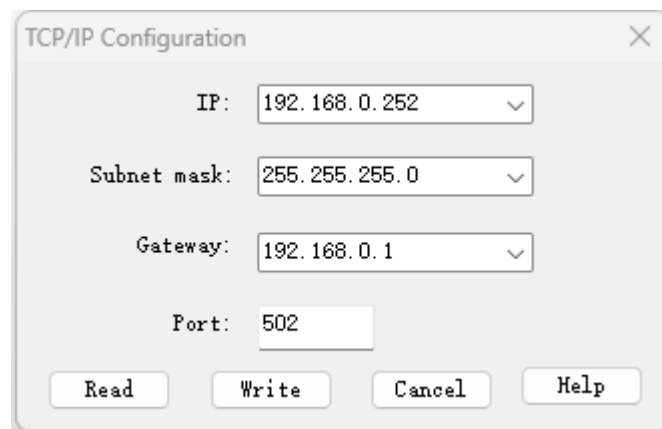 TCP/IP Configuration
IP: 192.168.0.252
Subnet mask: 255.255.255.0
Gateway: 192.168.0.1
Port: 502
Read Write Cancel Help